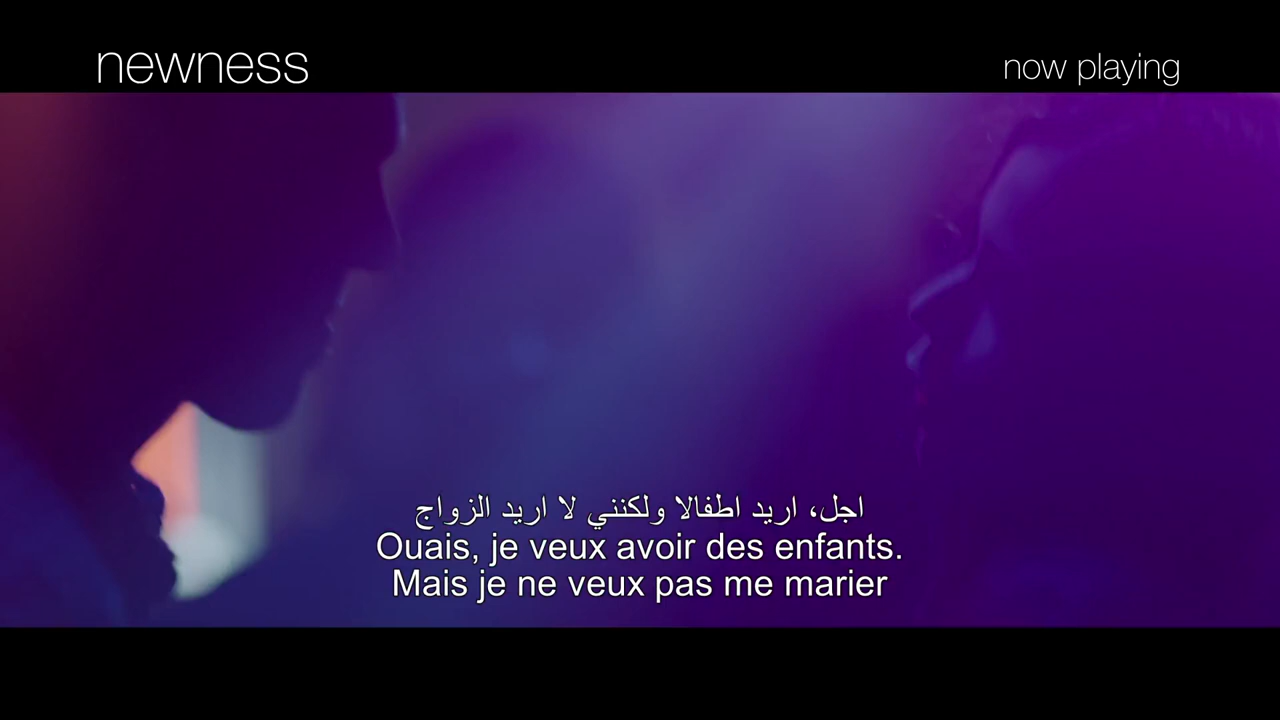 newness
now playing
اجل، اريد اطفالا ولكنني لا اريد الزواج
Ouais, je veux avoir des enfants.
Mais je ne veux pas me marier